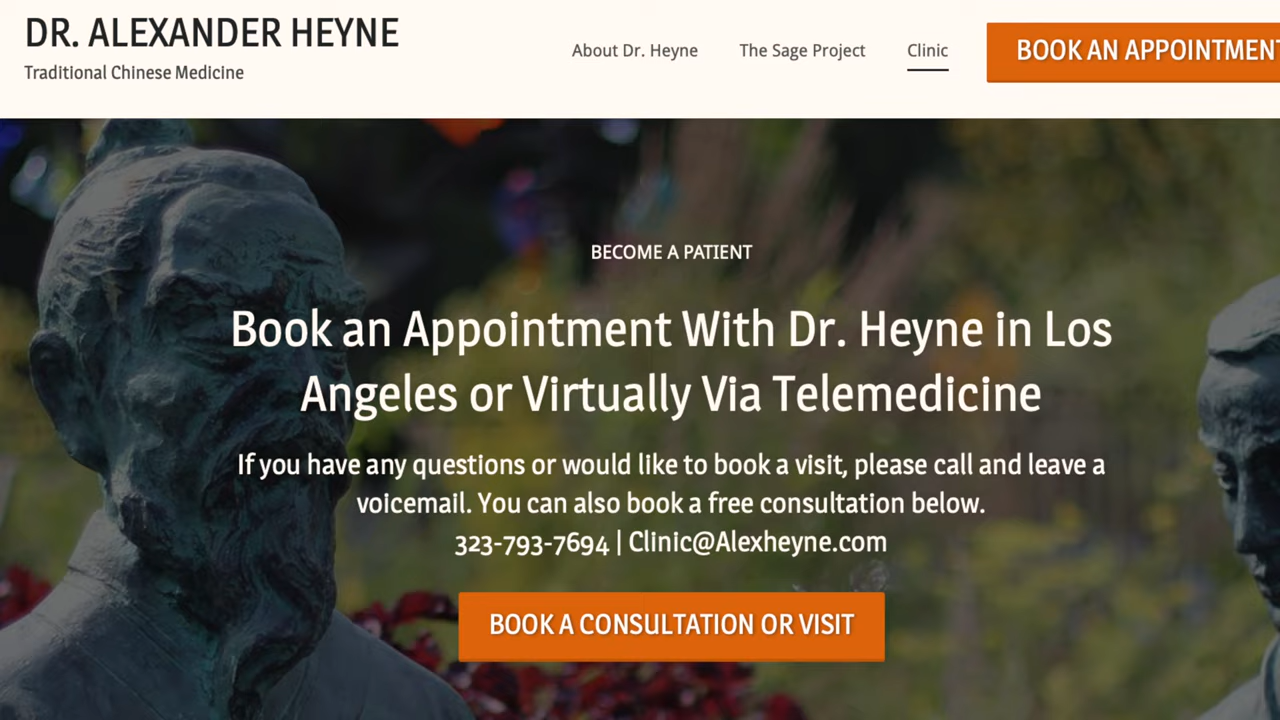 DR. ALEXANDER HEYNE
Traditional Chinese Medicine
About Dr. Heyne
The Sage Project
Clinic
BOOK AN APPOINTMENT
BECOME A PATIENT
Book an Appointment With Dr. Heyne in Los
Angeles or Virtually Via Telemedicine
If you have any questions or would like to book a visit, please call and leave a
voicemail. You can also book a free consultation below.
323-793-7694 | Clinic@Alexheyne.com
BOOK A CONSULTATION OR VISIT